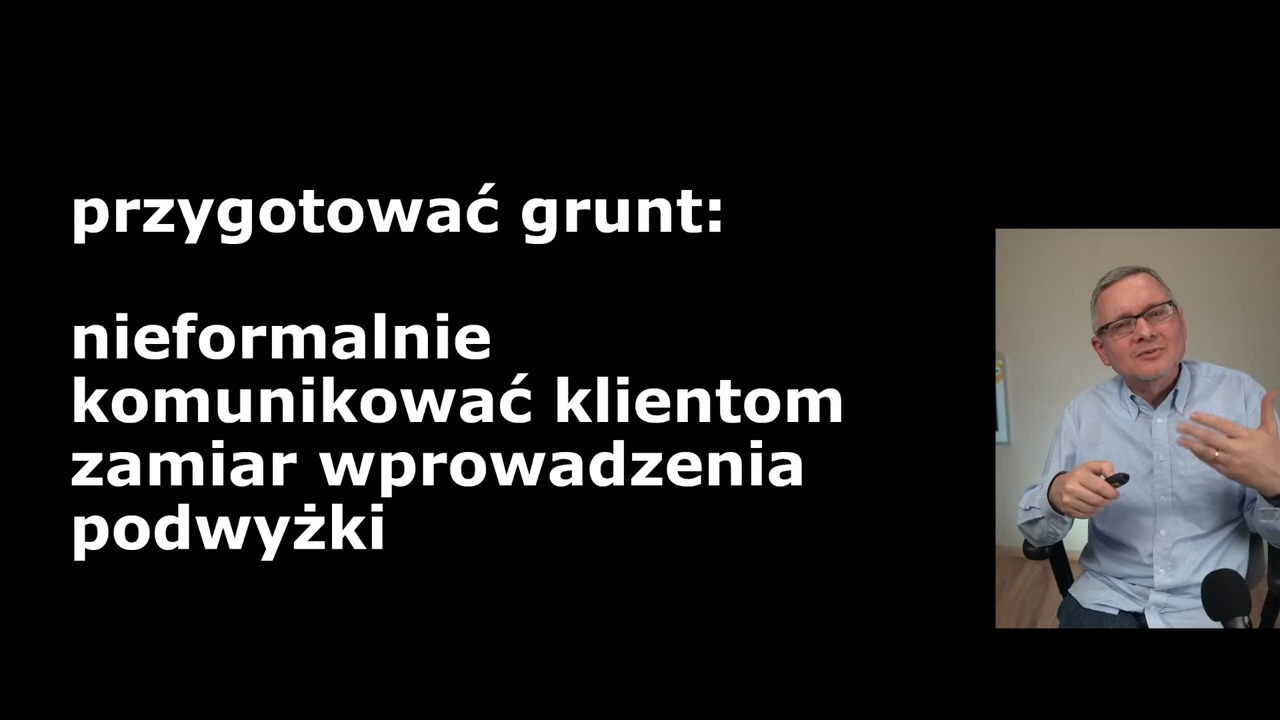 przygotować grunt:
nieformalnie
komunikować klientom
zamiar wprowadzenia
podwyżki